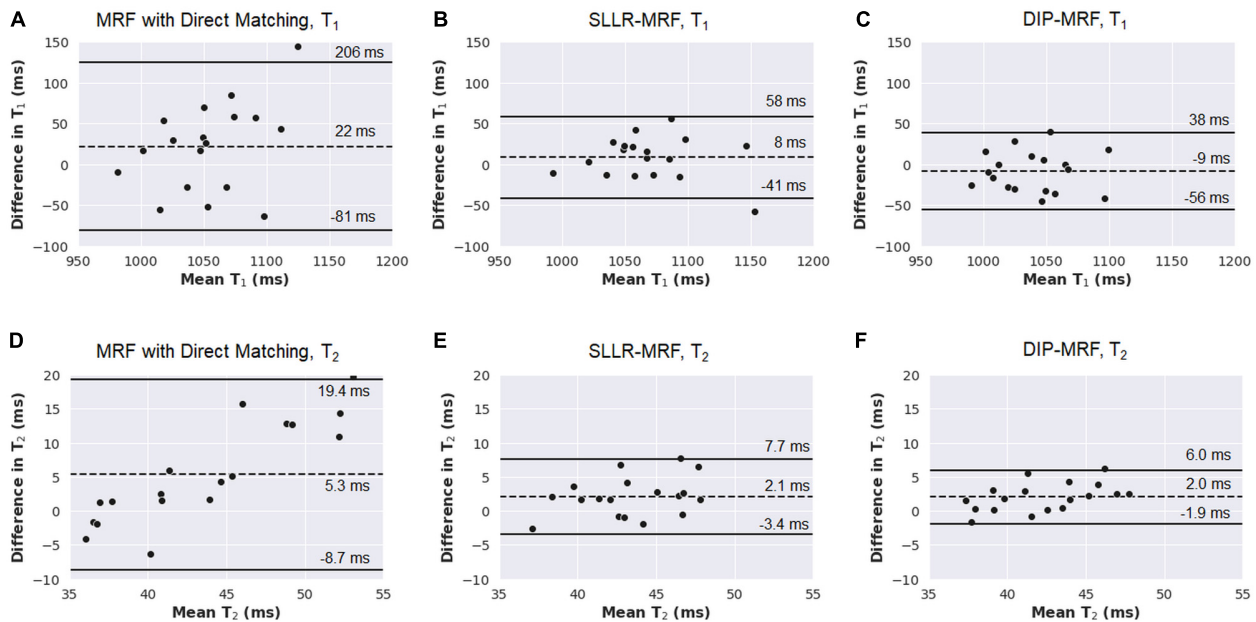 A
MRF with Direct Matching, T1
150
100
50
0
−50
−100
206 ms
22 ms
-81 ms
950 1000 1050 1100 1150 1200
Difference in T1 (ms)
Mean T1 (ms)
B
SLLR-MRF, T1
150
100
50
0
−50
−100
58 ms
8 ms
-41 ms
950 1000 1050 1100 1150 1200
Difference in T1 (ms)
Mean T1 (ms)
C
DIP-MRF, T1
150
100
50
0
−50
−100
38 ms
-9 ms
-56 ms
950 1000 1050 1100 1150 1200
Difference in T1 (ms)
Mean T1 (ms)
D
MRF with Direct Matching, T2
20
15
10
5
0
−5
−10
19.4 ms
5.3 ms
-8.7 ms
35 40 45 50 55
Difference in T2 (ms)
Mean T2 (ms)
E
SLLR-MRF, T2
20
15
10
5
0
−5
−10
7.7 ms
2.1 ms
-3.4 ms
35 40 45 50 55
Difference in T2 (ms)
Mean T2 (ms)
F
DIP-MRF, T2
20
15
10
5
0
−5
−10
6.0 ms
2.0 ms
-1.9 ms
35 40 45 50 55
Difference in T2 (ms)
Mean T2 (ms)